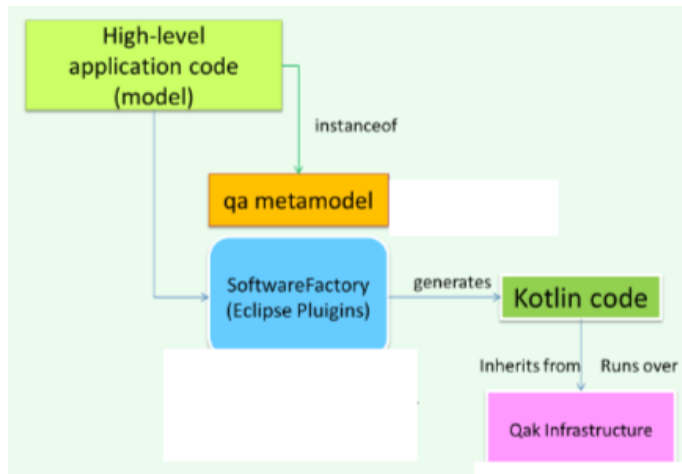 High-level
application code
(model)
instanceof
qa metamodel
SoftwareFactory
(Eclipse Pluigins)
generates
Kotlin code
Inherits from
Runs over
Qak Infrastructure